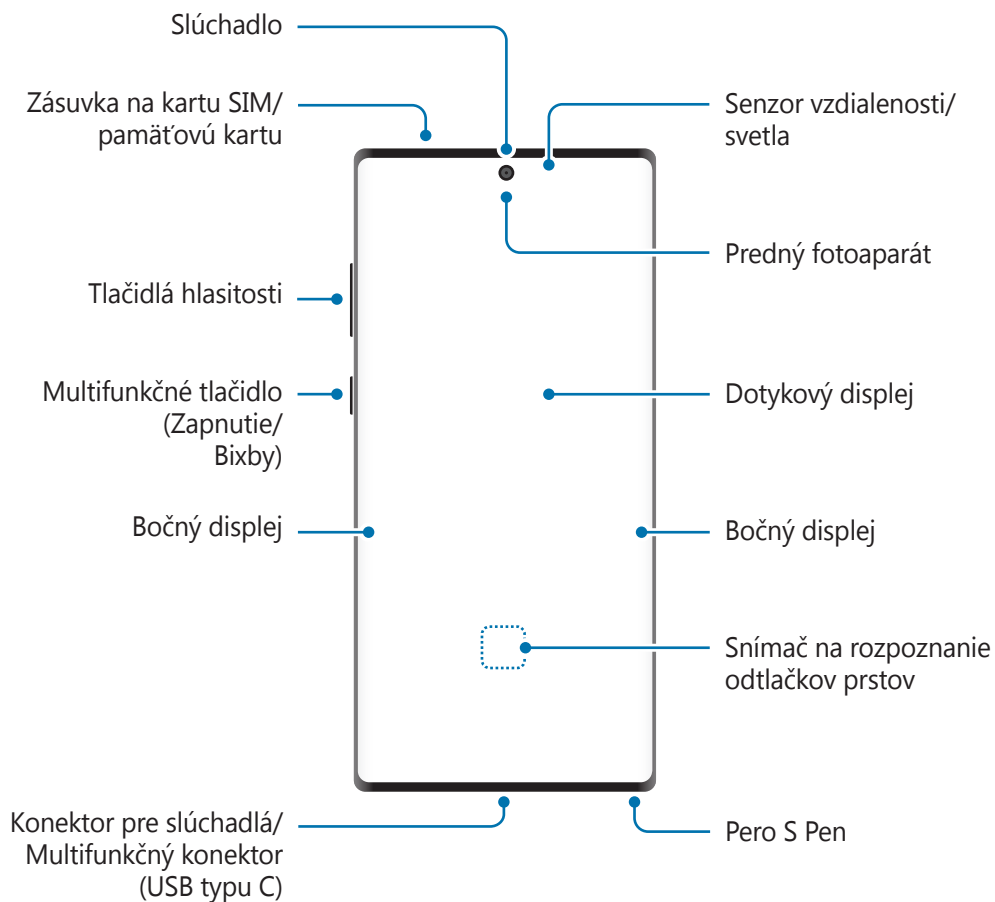 Slúchadlo
Zásuvka na kartu SIM/
pamäťovú kartu
Tlačidlá hlasitosti
Multifunkčné tlačidlo
(Zapnutie/
Bixby)
Bočný displej
Konektor pre slúchadlá/
Multifunkčný konektor
(USB typu C)
Senzor vzdialenosti/
svetla
Predný fotoaparát
Dotykový displej
Bočný displej
Snímač na rozpoznanie
odtlačkov prstov
Pero S Pen